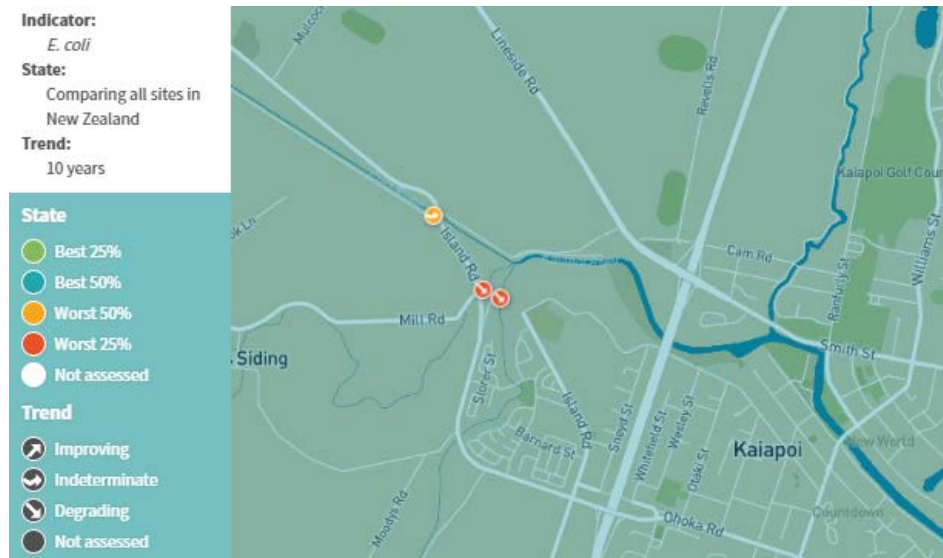 Indicator:
E. coli
State:
Comparing all sites in
New Zealand
Trend:
10 years
State
Best 25%
Best 50%
Worst 50%
Worst 25%
Not assessed
Trend
Improving
Indeterminate
Degrading
Not assessed
Lineside Rd
Revells Rd
Kaiapoi Golf Cour
Williams St
Island Rd
Cam Rd
Ranfurly St
Mill Rd
Smith St
Siding
Storer St
Island Rd
Sneyd St
Whitefield St
Wesley St
Otaki St
Barnard St
Kaiapoi
New World
Countdown
Moodys Rd
Ohoka Rd